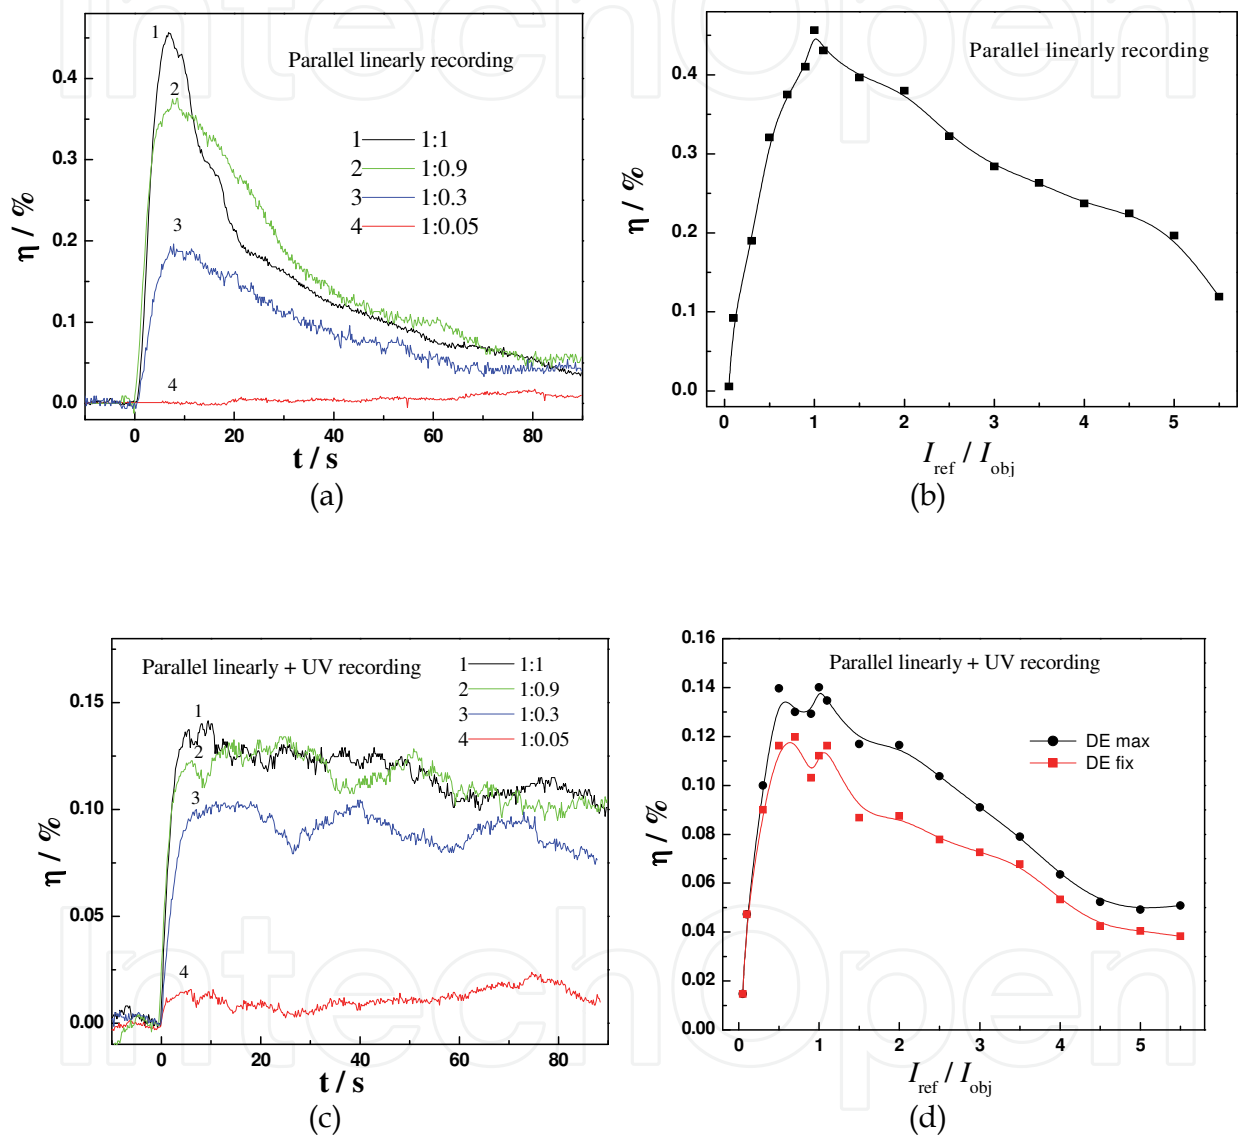 Parallel linearly recording
1
2
3
4
1 1:1
2 1:0.9
3 1:0.3
4 1:0.05
η / %
0.4
0.3
0.2
0.1
0.0
0 20 40 60 80
t / s
(a)
Parallel linearly recording
η / %
0.4
0.3
0.2
0.1
0.0
0 1 2 3 4 5
I_ref / I_obj
(b)
Parallel linearly + UV recording
1 1:1
2 1:0.9
3 1:0.3
4 1:0.05
1
2
3
4
η / %
0.15
0.10
0.05
0.00
0 20 40 60 80
t / s
(c)
Parallel linearly + UV recording
DE max
DE fix
η / %
0.16
0.14
0.12
0.10
0.08
0.06
0.04
0.02
0.00
0 1 2 3 4 5
I_ref / I_obj
(d)
IntechOpen
IntechOpen